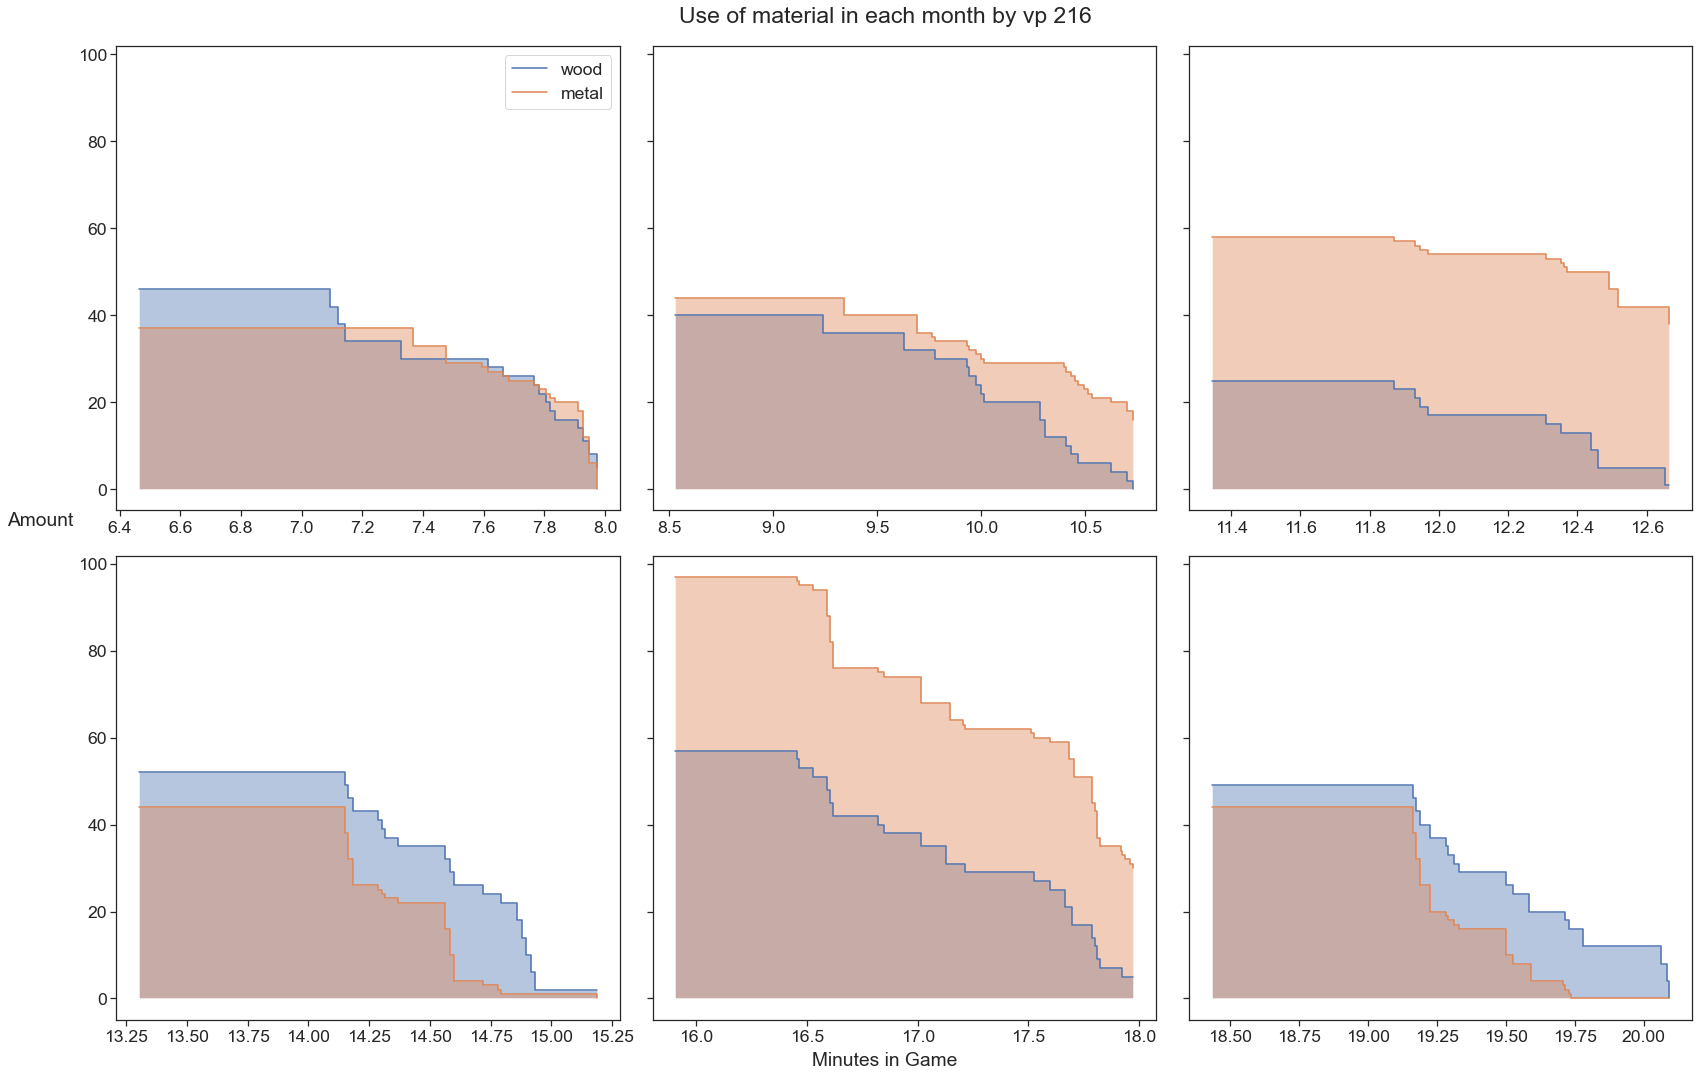 Use of material in each month by vp 216
wood
metal
100
80
60
40
20
0
6.4 6.6 6.8 7.0 7.2 7.4 7.6 7.8 8.0
8.5 9.0 9.5 10.0 10.5
11.4 11.6 11.8 12.0 12.2 12.4 12.6
Amount
100
80
60
40
20
0
13.25 13.50 13.75 14.00 14.25 14.50 14.75 15.00 15.25
16.0 16.5 17.0 17.5 18.0
18.50 18.75 19.00 19.25 19.50 19.75 20.00
Minutes in Game